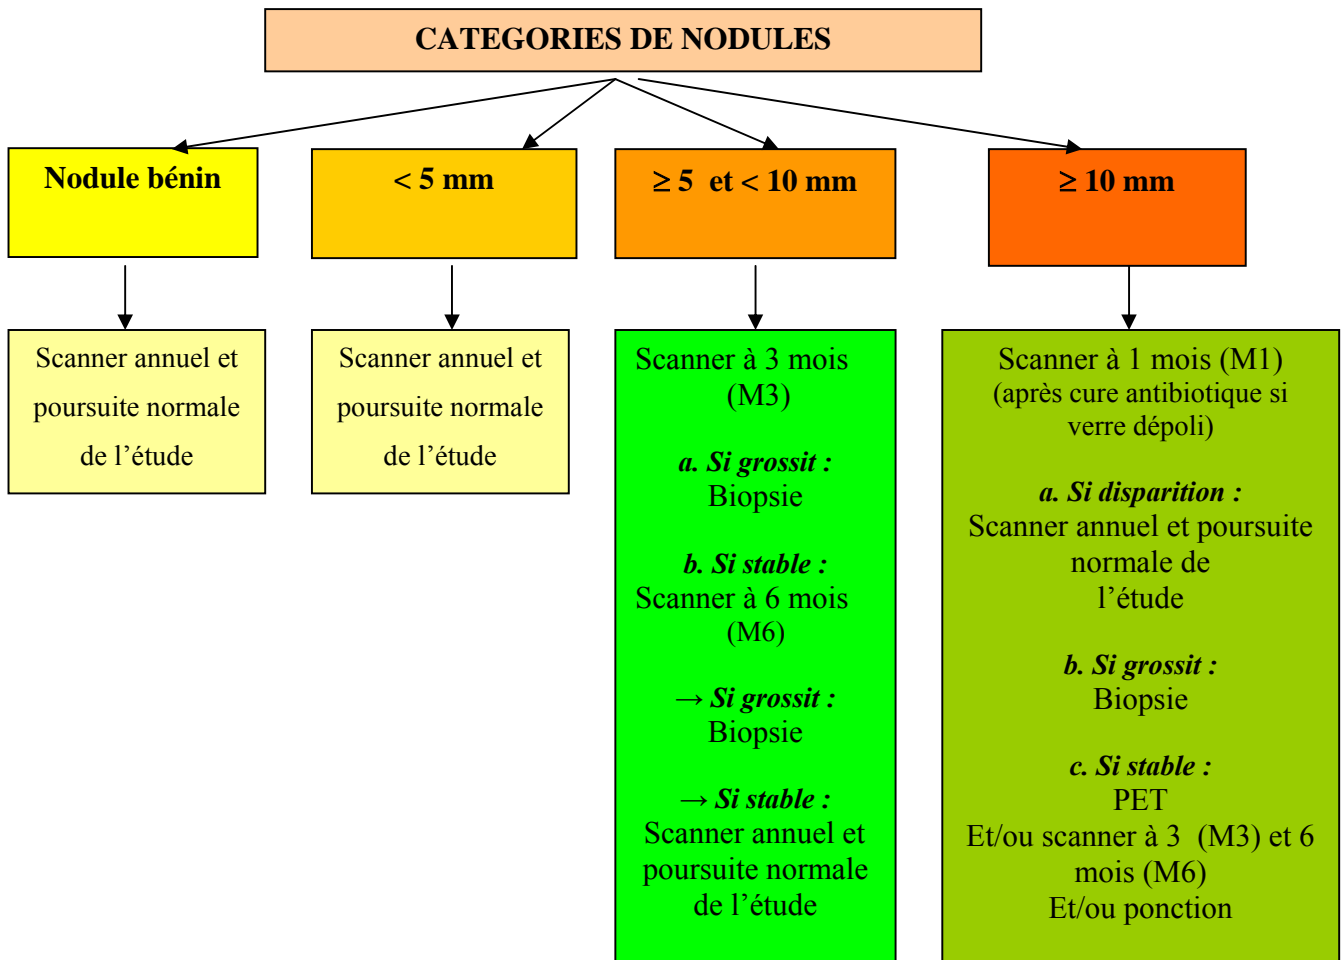 CATEGORIES DE NODULES
Nodule bénin
< 5 mm
≥ 5 et < 10 mm
≥ 10 mm
Scanner annuel et
poursuite normale
de l’étude
Scanner annuel et
poursuite normale
de l’étude
Scanner à 3 mois
(M3)
a. Si grossit :
Biopsie
b. Si stable :
Scanner à 6 mois
(M6)
→ Si grossit :
Biopsie
→ Si stable :
Scanner annuel et
poursuite normale
de l’étude
Scanner à 1 mois (M1)
(après cure antibiotique si
verre dépoli)
a. Si disparition :
Scanner annuel et poursuite
normale de
l’étude
b. Si grossit :
Biopsie
c. Si stable :
PET
Et/ou scanner à 3 (M3) et 6
mois (M6)
Et/ou ponction